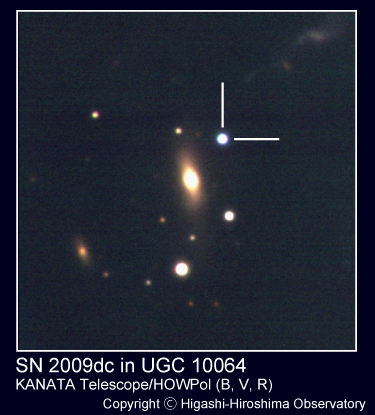 SN 2009dc in UGC 10064
KANATA Telescope/HOWPol (B, V, R)
Copyright Ⓒ Higashi-Hiroshima Observatory